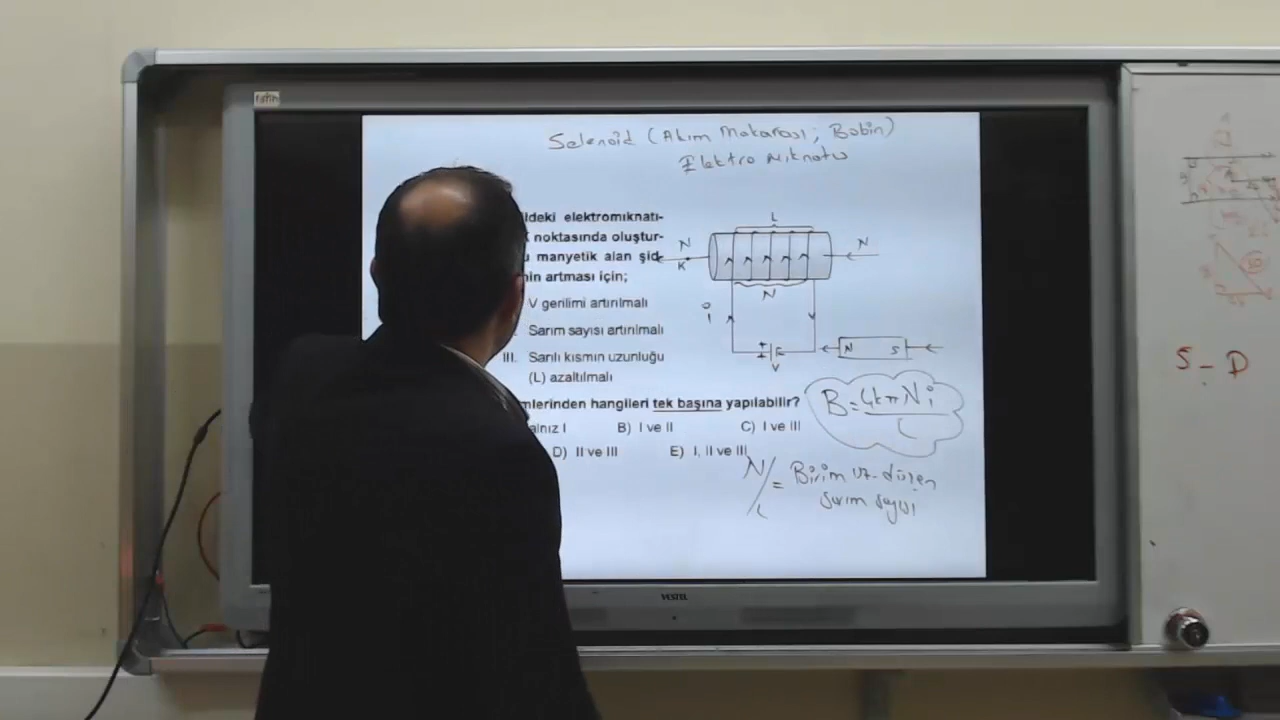 fatih
Selenoid (Akım Makarası; Bobin)
Elektro Mıknatıs
ldeki elektromıknatı-
K noktasında oluştur-
u manyetik alan şid-
nin artması için;
V gerilimi artırılmalı
Sarım sayısı artırılmalı
III. Sarılı kısmın uzunluğu
(L) azaltılmalı
mlerinden hangileri tek başına yapılabilir?
alnız I B) I ve II C) I ve III
D) II ve III E) I, II ve III
L
N
K
N
N
i
V
N S
B = 4kπNi
L
N/L = Birim uz. düşen
sarım sayısı
VESTEL
S - D